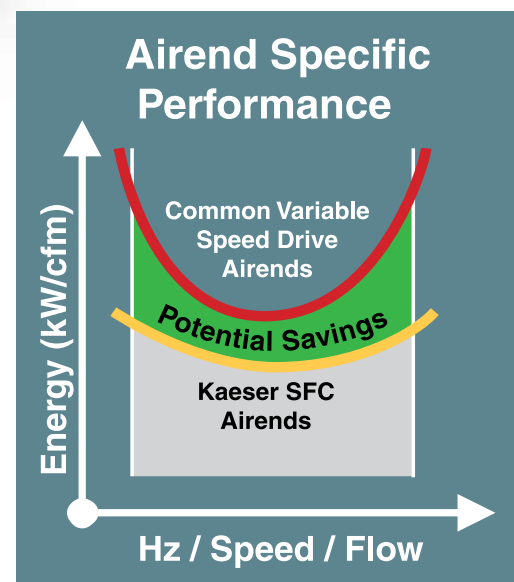 Airend Specific
Performance
Energy (kW/cfm)
Common Variable
Speed Drive
Airends
Potential Savings
Kaeser SFC
Airends
Hz / Speed / Flow